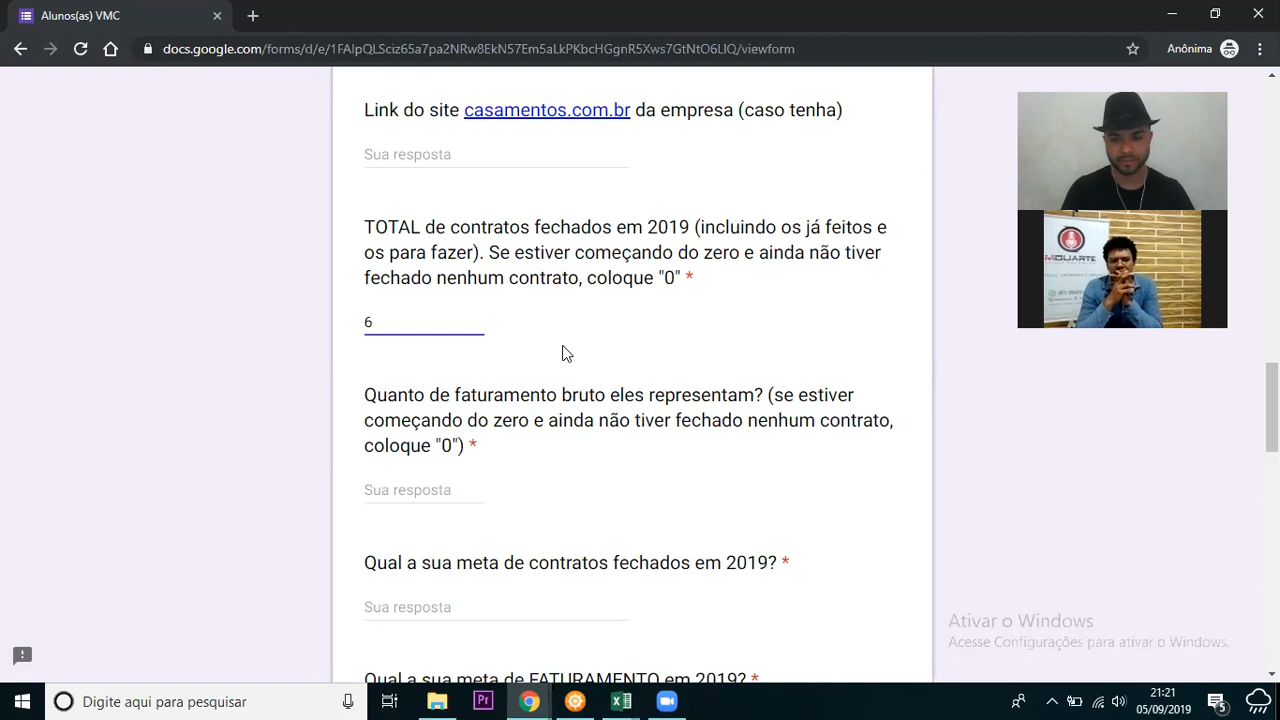 Alunos(as) VMC
docs.google.com/forms/d/e/1FAIpQLSciz65a7pa2NRw8EkN57Em5aLkPKbcHGgnR5Xws7GtNtO6LIQ/viewform
Anônima
Link do site casamentos.com.br da empresa (caso tenha)
Sua resposta
TOTAL de contratos fechados em 2019 (incluindo os já feitos e
os para fazer). Se estiver começando do zero e ainda não tiver
fechado nenhum contrato, coloque "0" *
6
Quanto de faturamento bruto eles representam? (se estiver
começando do zero e ainda não tiver fechado nenhum contrato,
coloque "0") *
Sua resposta
Qual a sua meta de contratos fechados em 2019? *
Sua resposta
Qual a sua meta de FATURAMENTO em 2019? *
Ativar o Windows
Acesse Configurações para ativar o Windows.
Digite aqui para pesquisar
Pr
21:21
05/09/2019
5